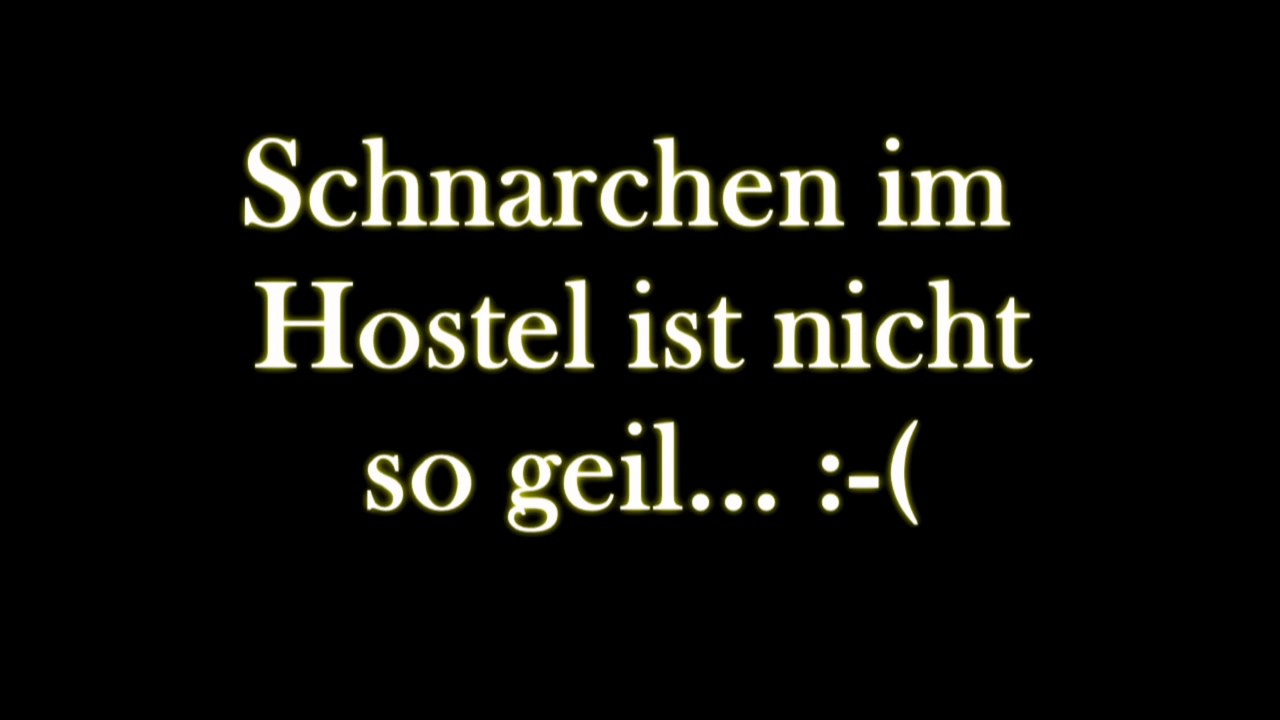 Schnarchen im
Hostel ist nicht
so geil... :-(